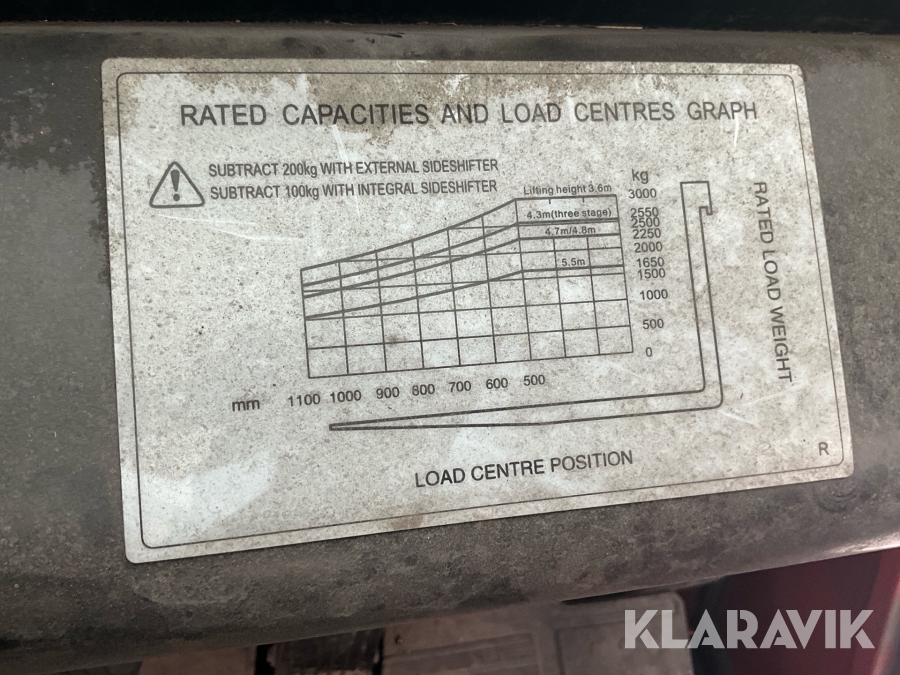 RATED CAPACITIES AND LOAD CENTRES GRAPH
SUBTRACT 200kg WITH EXTERNAL SIDESHIFTER
SUBTRACT 100kg WITH INTEGRAL SIDESHIFTER
kg
Lifting height 3.6m
3000
4.3m(three stage)
2550
2500
4.7m/4.8m
2250
2000
5.5m
1650
1500
1000
500
0
RATED LOAD WEIGHT
mm 1100 1000 900 800 700 600 500
LOAD CENTRE POSITION
R
KLARAVIK